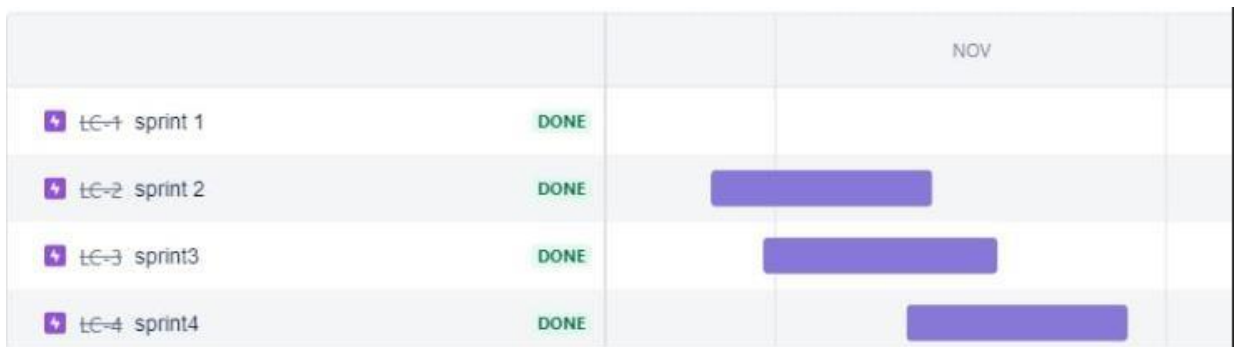 NOV
LC-1 sprint 1 DONE
LC-2 sprint 2 DONE
LC-3 sprint3 DONE
LC-4 sprint4 DONE